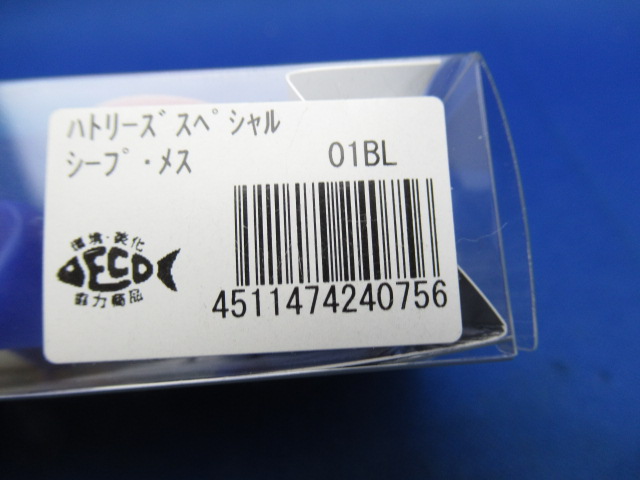 ﾊﾄﾘｰｽﾞｽﾍﾟｼｬﾙ
ｼｰﾌﾟ・ﾒｽ 01BL
環境・美化
ECO
協力商品
4511474240756